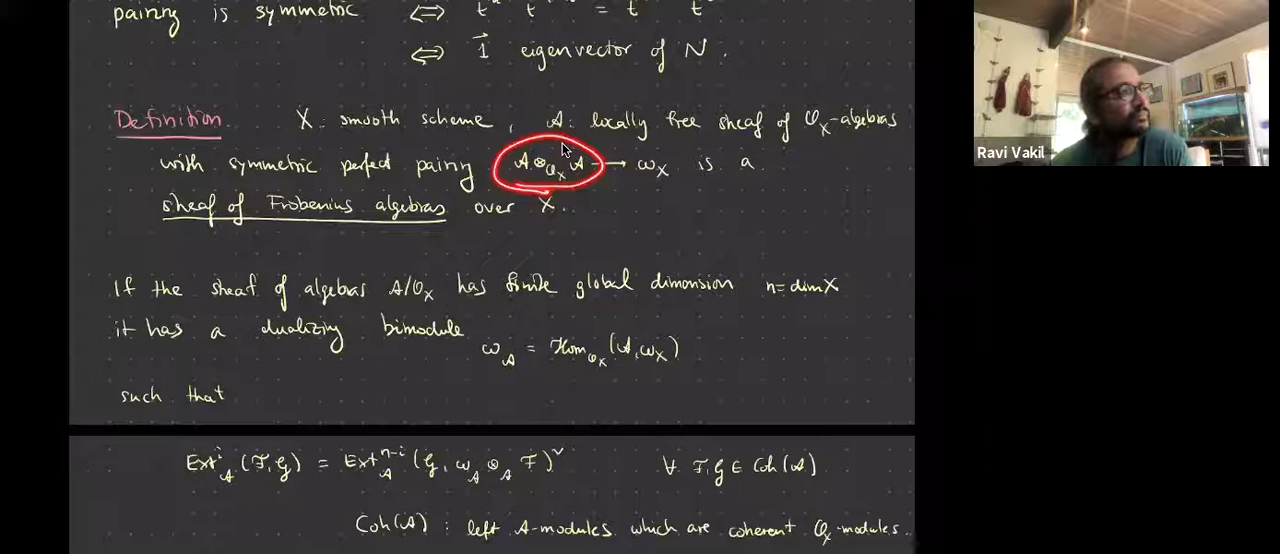 pairing is symmetric ⟺
⟺ 1⃗ eigenvector of N.
Definition X: smooth scheme, A: locally free sheaf of O_X-algebras
with symmetric perfect pairing A ⊗_{O_X} A → ω_X is a
sheaf of Frobenius algebras over X.
If the sheaf of algebras A/O_X has finite global dimension n=dim X
it has a dualizing bimodule ω_A = Hom_{O_X}(A, ω_X)
such that
Ext^i_A(F,G) = Ext^{n-i}_A(G, ω_A ⊗_A F)^∨ ∀ F,G ∈ Coh(A)
Coh(A): left A-modules which are coherent O_X-modules.
Ravi Vakil